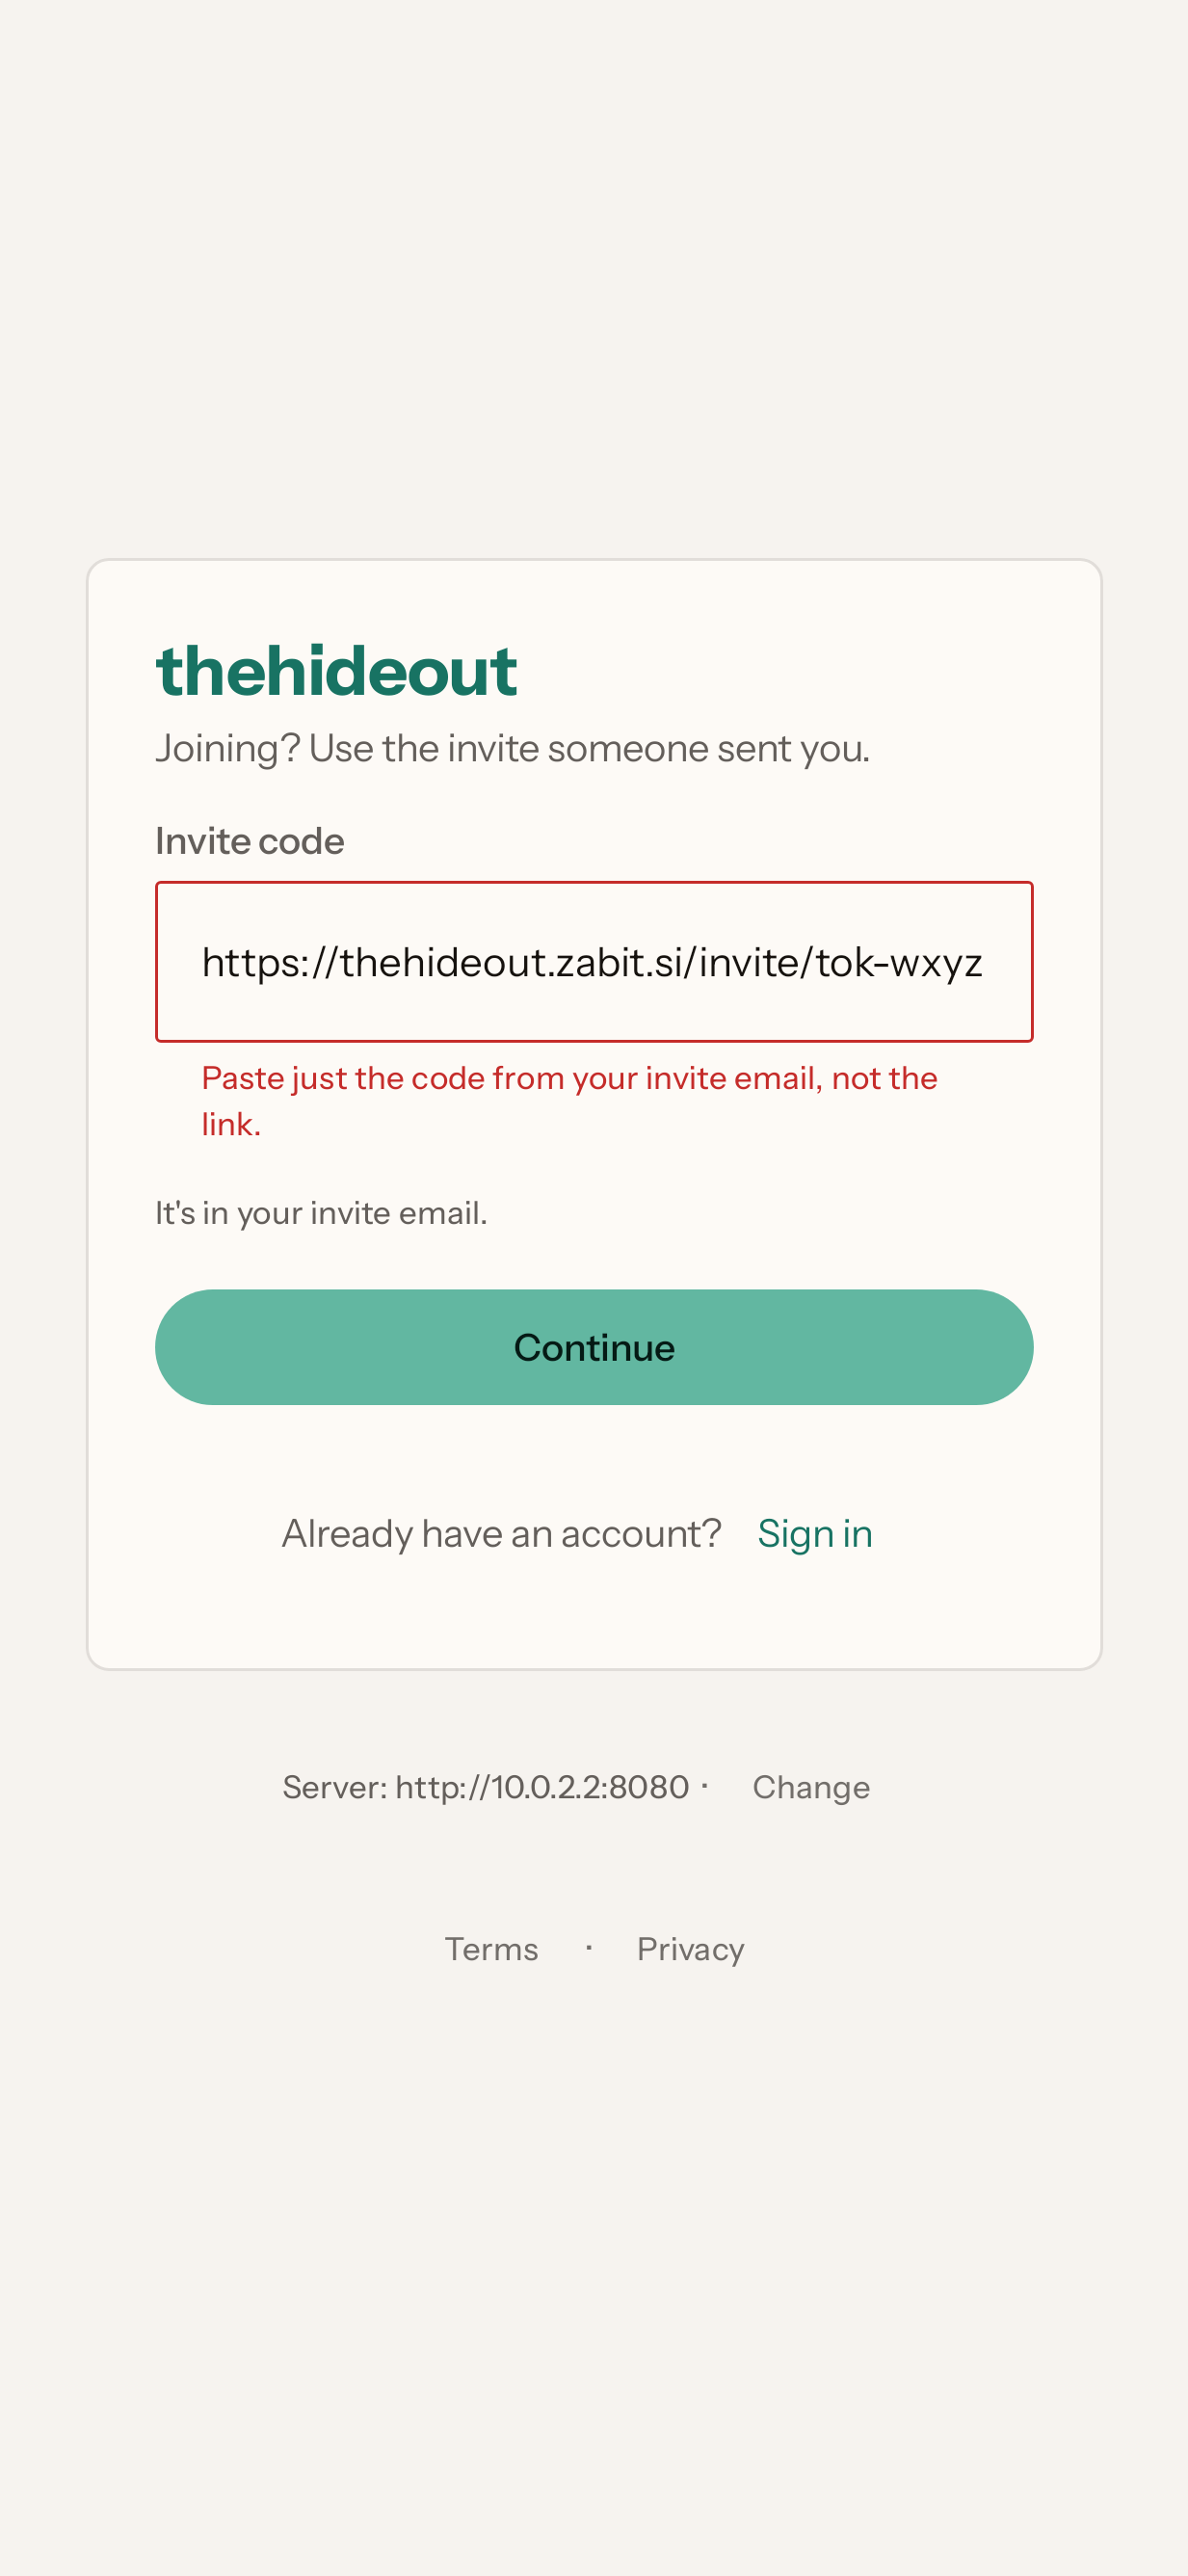 thehideout
Joining? Use the invite someone sent you.
Invite code
https://thehideout.zabit.si/invite/tok-wxyz
Paste just the code from your invite email, not the
link.
It's in your invite email.
Continue
Already have an account? Sign in
Server: http://10.0.2.2:8080 · Change
Terms · Privacy